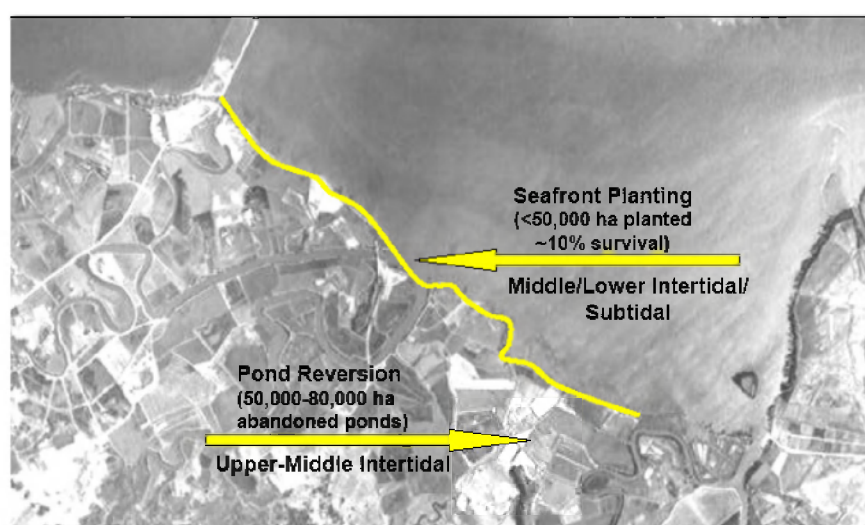 Seafront Planting
(<50,000 ha planted
~10% survival)
Middle/Lower Intertidal/
Subtidal
Pond Reversion
(50,000-80,000 ha
abandoned ponds)
Upper-Middle Intertidal